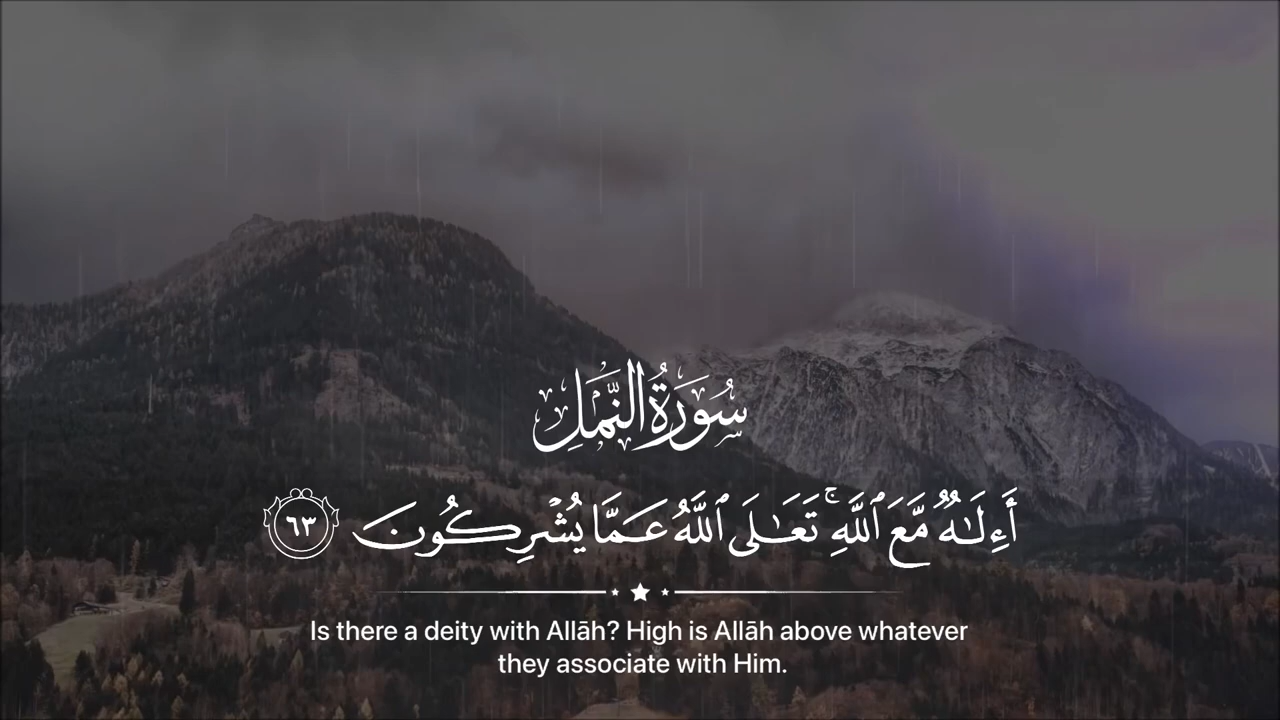 سُورَةُ النَّمْلِ
أَءِلَـٰهٌ مَّعَ ٱللَّهِ ۚ تَعَـٰلَى ٱللَّهُ عَمَّا يُشْرِكُونَ ٦٣
Is there a deity with Allāh? High is Allāh above whatever
they associate with Him.